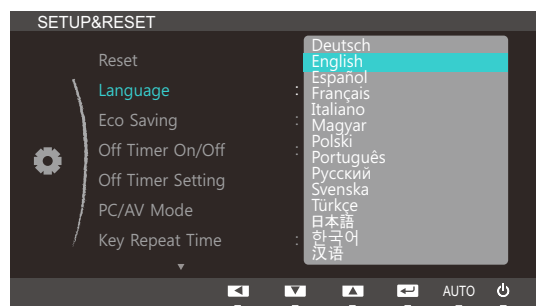 SETUP&RESET
Reset
Language :
Eco Saving :
Off Timer On/Off :
Off Timer Setting
PC/AV Mode
Key Repeat Time :
Deutsch
English
Español
Français
Italiano
Magyar
Polski
Português
Русский
Svenska
Türkçe
日本語
한국어
汉语
AUTO